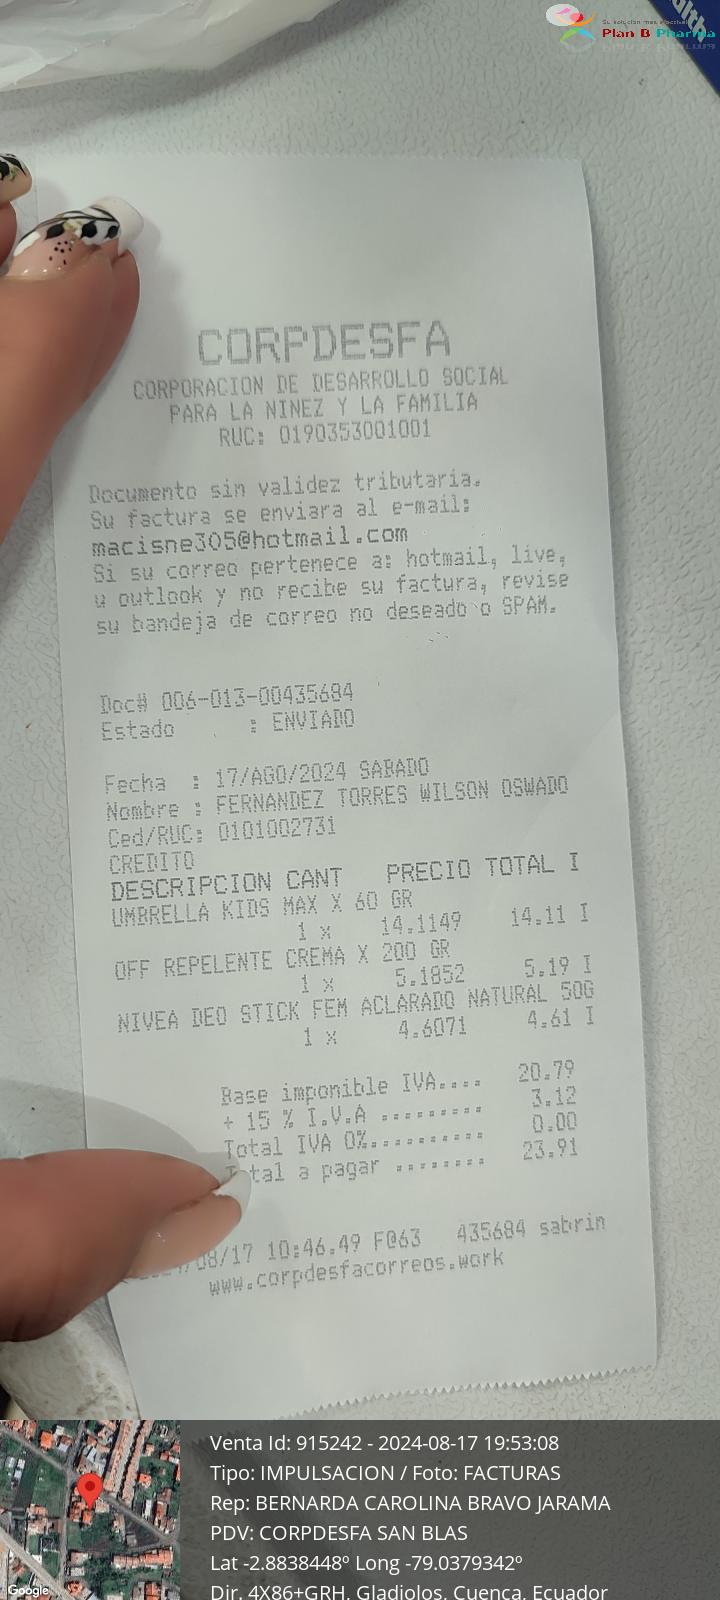 Su solucion mas efectiva
Plan B Pharma
CORPDESFA
CORPORACION DE DESARROLLO SOCIAL
PARA LA NINEZ Y LA FAMILIA
RUC: 0190353001001
Documento sin validez tributaria.
Su factura se enviara al e-mail:
macisne305@hotmail.com
Si su correo pertenece a: hotmail, live,
u outlook y no recibe su factura, revise
su bandeja de correo no deseado o SPAM.
Doc# 006-013-00435684
Estado : ENVIADO
Fecha : 17/AGO/2024 SABADO
Nombre : FERNANDEZ TORRES WILSON OSWADO
Ced/RUC: 0101002731
CREDITO
DESCRIPCION CANT PRECIO TOTAL I
UMBRELLA KIDS MAX X 60 GR
1 x 14.1149 14.11 I
OFF REPELENTE CREMA X 200 GR
1 x 5.1852 5.19 I
NIVEA DEO STICK FEM ACLARADO NATURAL 50G
1 x 4.6071 4.61 I
Base imponible IVA.... 20.79
+ 15 % I.V.A ......... 3.12
Total IVA 0%.......... 0.00
Total a pagar ........ 23.91
/08/17 10:46.49 F@63 435684 sabrin
www.corpdesfacorreos.work
Venta Id: 915242 - 2024-08-17 19:53:08
Tipo: IMPULSACION / Foto: FACTURAS
Rep: BERNARDA CAROLINA BRAVO JARAMA
PDV: CORPDESFA SAN BLAS
Lat -2.8838448º Long -79.0379342º
Dir. 4X86+GRH, Gladiolos, Cuenca, Ecuador
Google